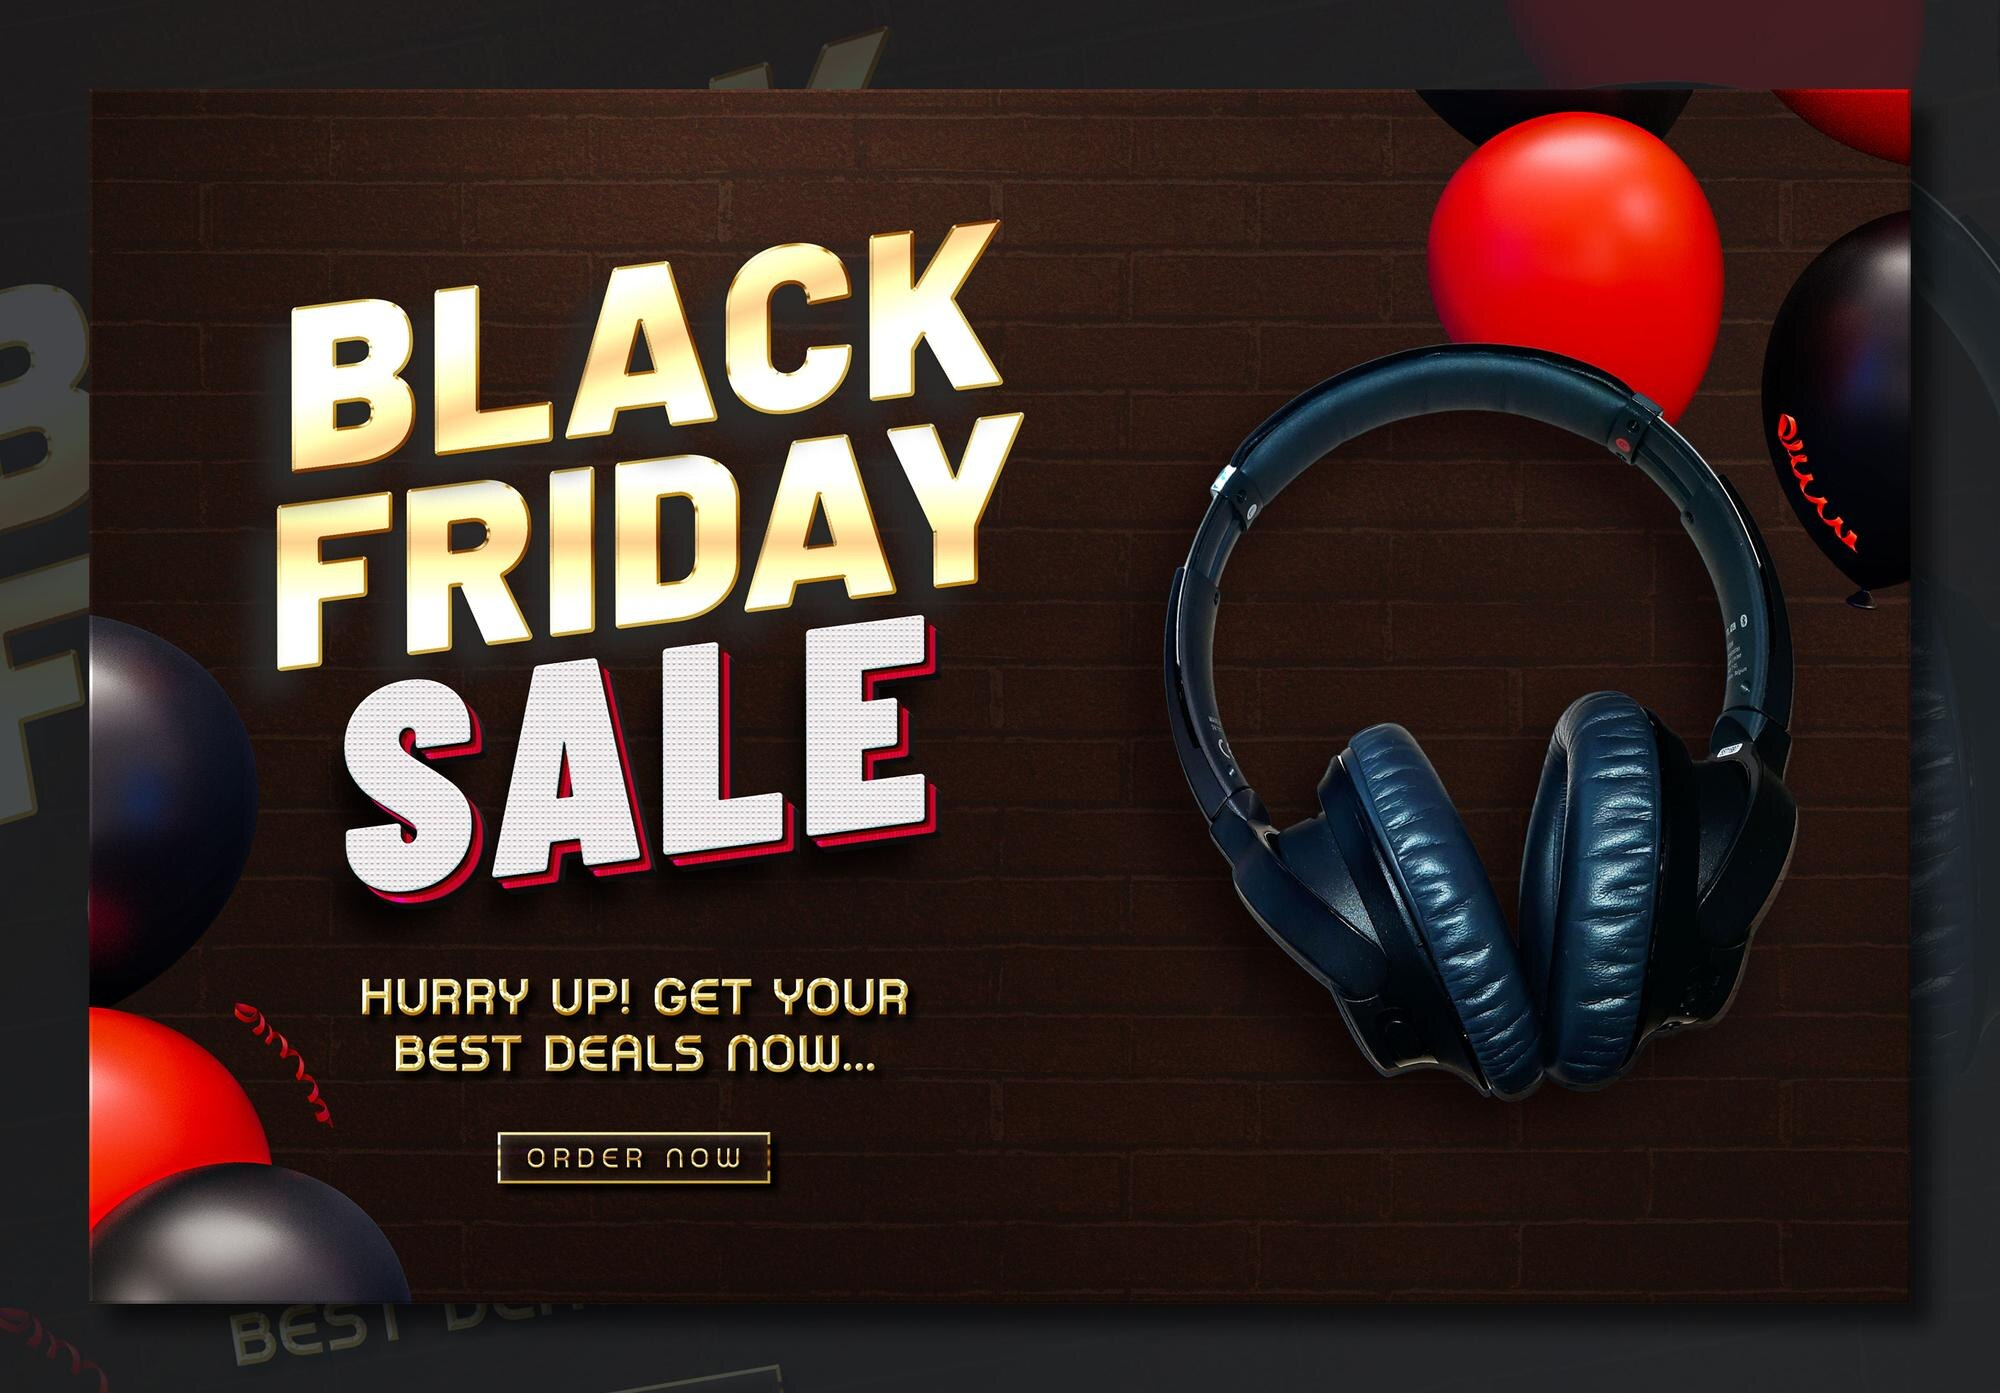 BLACK
FRIDAY
SALE
HURRY UP! GET YOUR
BEST DEALS NOW...
ORDER NOW